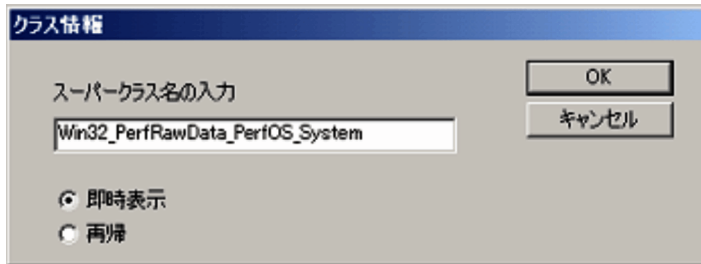 クラス情報
スーパークラス名の入力
Win32_PerfRawData_PerfOS_System
即時表示
再帰
OK
キャンセル